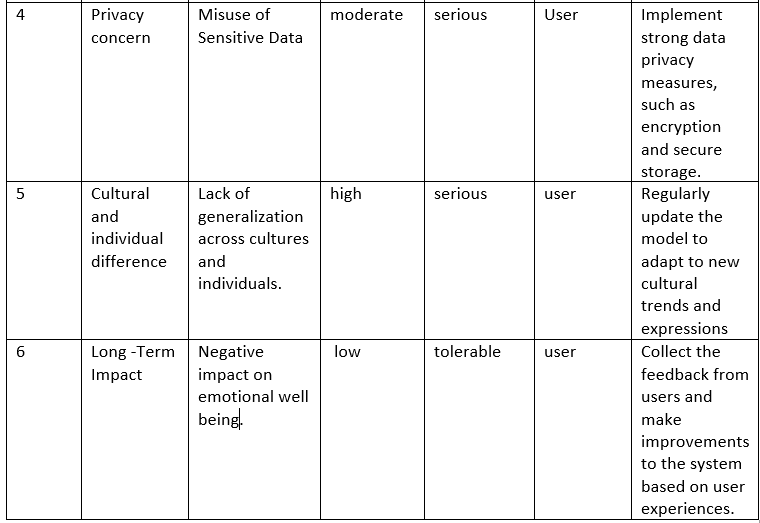 4
Privacy
concern
Misuse of
Sensitive Data
moderate
serious
User
Implement
strong data
privacy
measures,
such as
encryption
and secure
storage.
5
Cultural
and
individual
difference
Lack of
generalization
across cultures
and
individuals.
high
serious
user
Regularly
update the
model to
adapt to new
cultural
trends and
expressions
6
Long -Term
Impact
Negative
impact on
emotional well
being.
low
tolerable
user
Collect the
feedback from
users and
make
improvements
to the system
based on user
experiences.